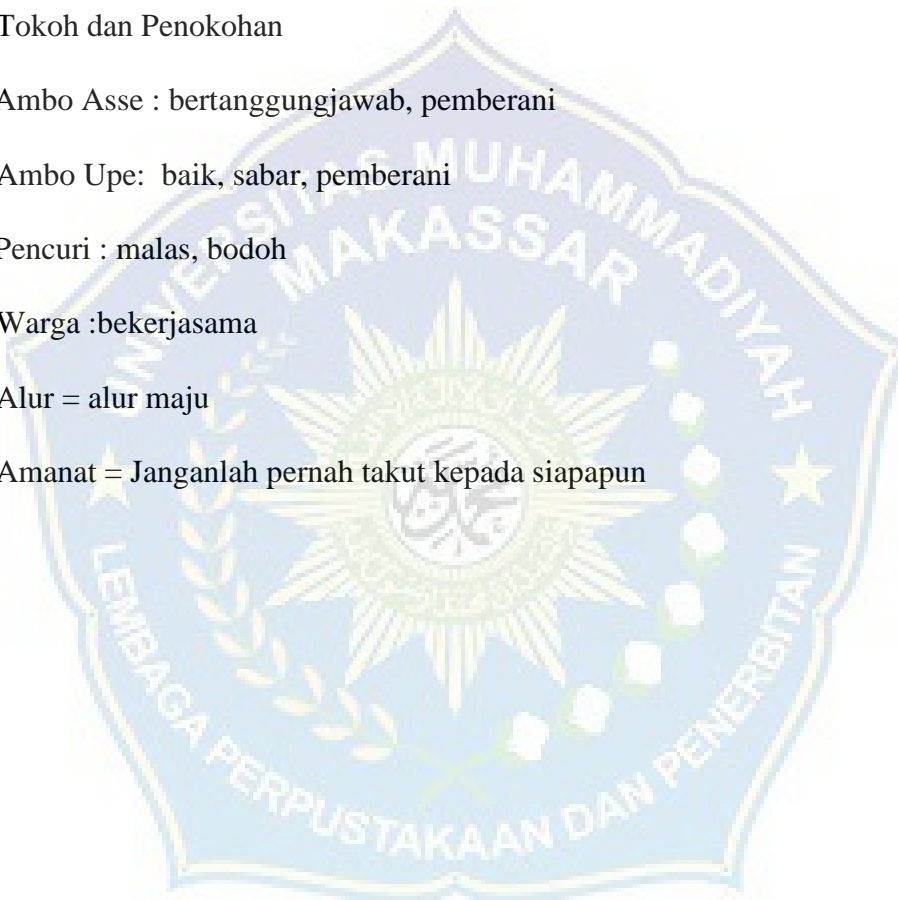 Tokoh dan Penokohan
Ambo Asse : bertanggungjawab, pemberani
Ambo Upe: baik, sabar, pemberani
Pencuri : malas, bodoh
Warga :bekerjasama
Alur = alur maju
Amanat = Janganlah pernah takut kepada siapapun
UNIVERSITAS MUHAMMADIYAH
MAKASSAR
LEMBAGA PERPUSTAKAAN DAN PENERBITAN